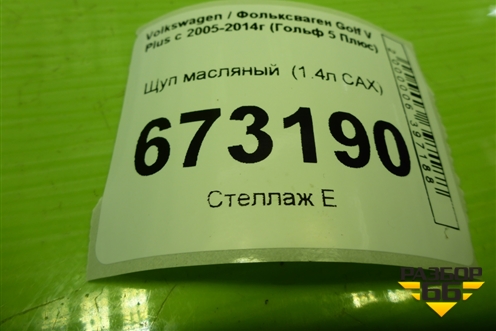 Volkswagen / Фольксваген Golf V
Plus с 2005-2014г (Гольф 5 Плюс)
Щуп масляный (1.4л CAX)
673190
Стеллаж Е
РАЗБОР
66